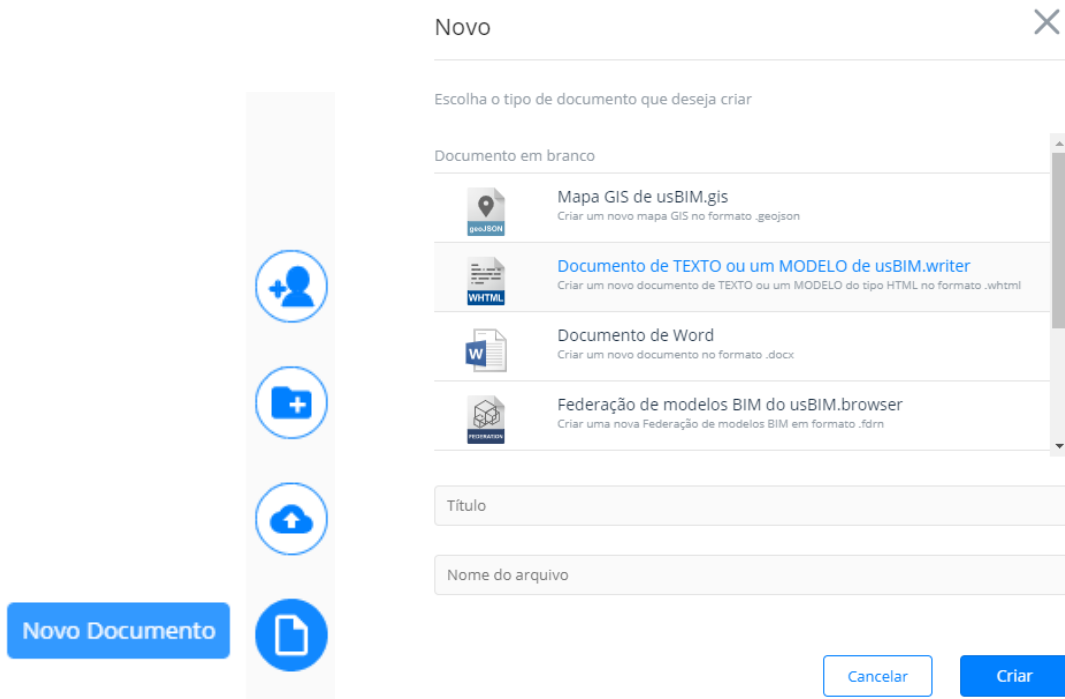 Novo
Escolha o tipo de documento que deseja criar
Documento em branco
geoJSON
Mapa GIS de usBIM.gis
Criar um novo mapa GIS no formato .geojson
WHTML
Documento de TEXTO ou um MODELO de usBIM.writer
Criar um novo documento de TEXTO ou um MODELO do tipo HTML no formato .whtml
W
Documento de Word
Criar um novo documento no formato .docx
FEDERATION
Federação de modelos BIM do usBIM.browser
Criar uma nova Federação de modelos BIM em formato .fdrn
Título
Nome do arquivo
Novo Documento
Cancelar
Criar